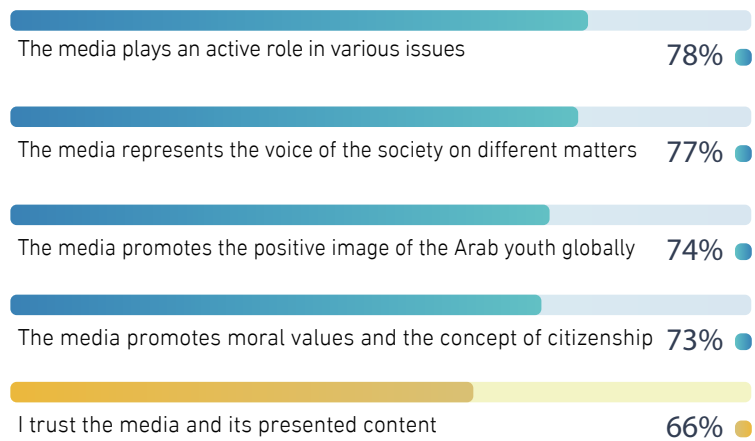 The media plays an active role in various issues 78%
The media represents the voice of the society on different matters 77%
The media promotes the positive image of the Arab youth globally 74%
The media promotes moral values and the concept of citizenship 73%
I trust the media and its presented content 66%